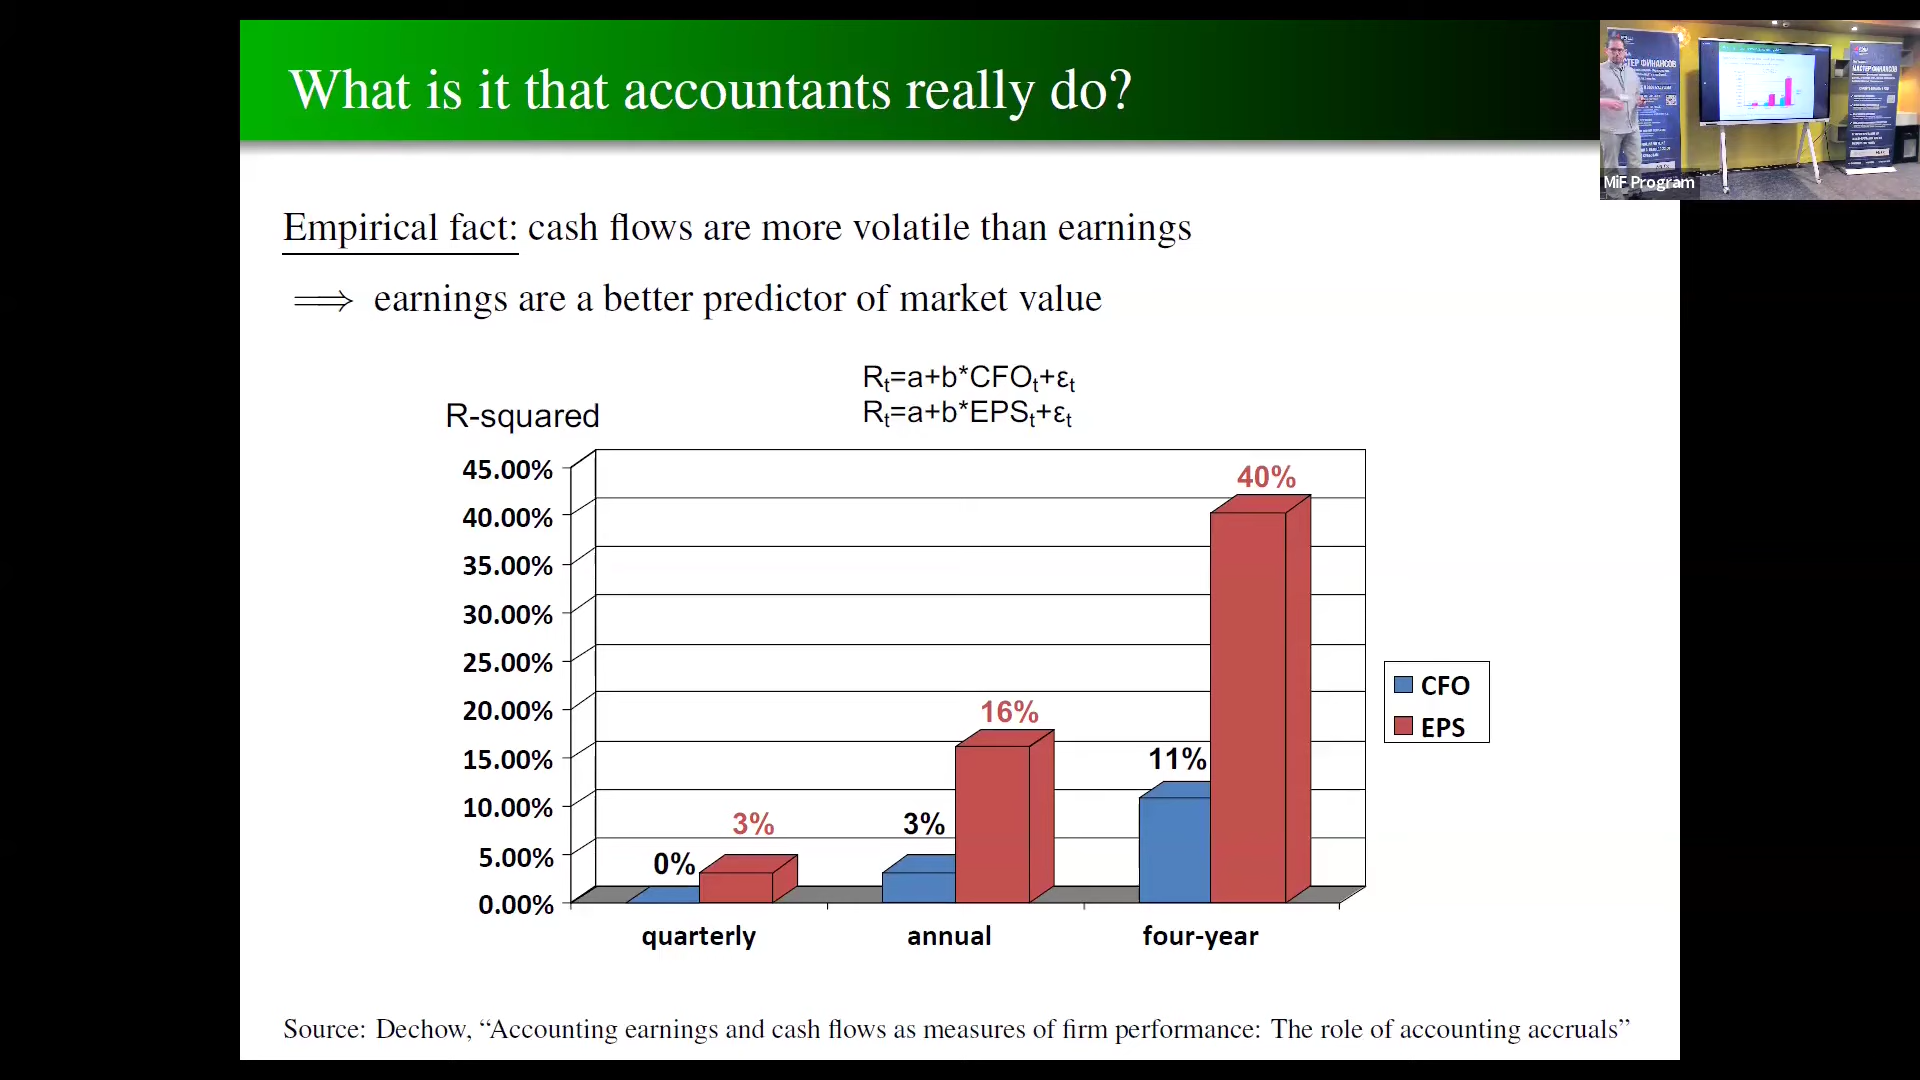 What is it that accountants really do?
МАСТЕР ФИНАНСОВ
MiF Program
Empirical fact: cash flows are more volatile than earnings
⟹ earnings are a better predictor of market value
Rt=a+b*CFOt+εt
Rt=a+b*EPSt+εt
R-squared
45.00%
40.00%
35.00%
30.00%
25.00%
20.00%
15.00%
10.00%
5.00%
0.00%
0%
3%
3%
16%
11%
40%
quarterly
annual
four-year
CFO
EPS
Source: Dechow, “Accounting earnings and cash flows as measures of firm performance: The role of accounting accruals”